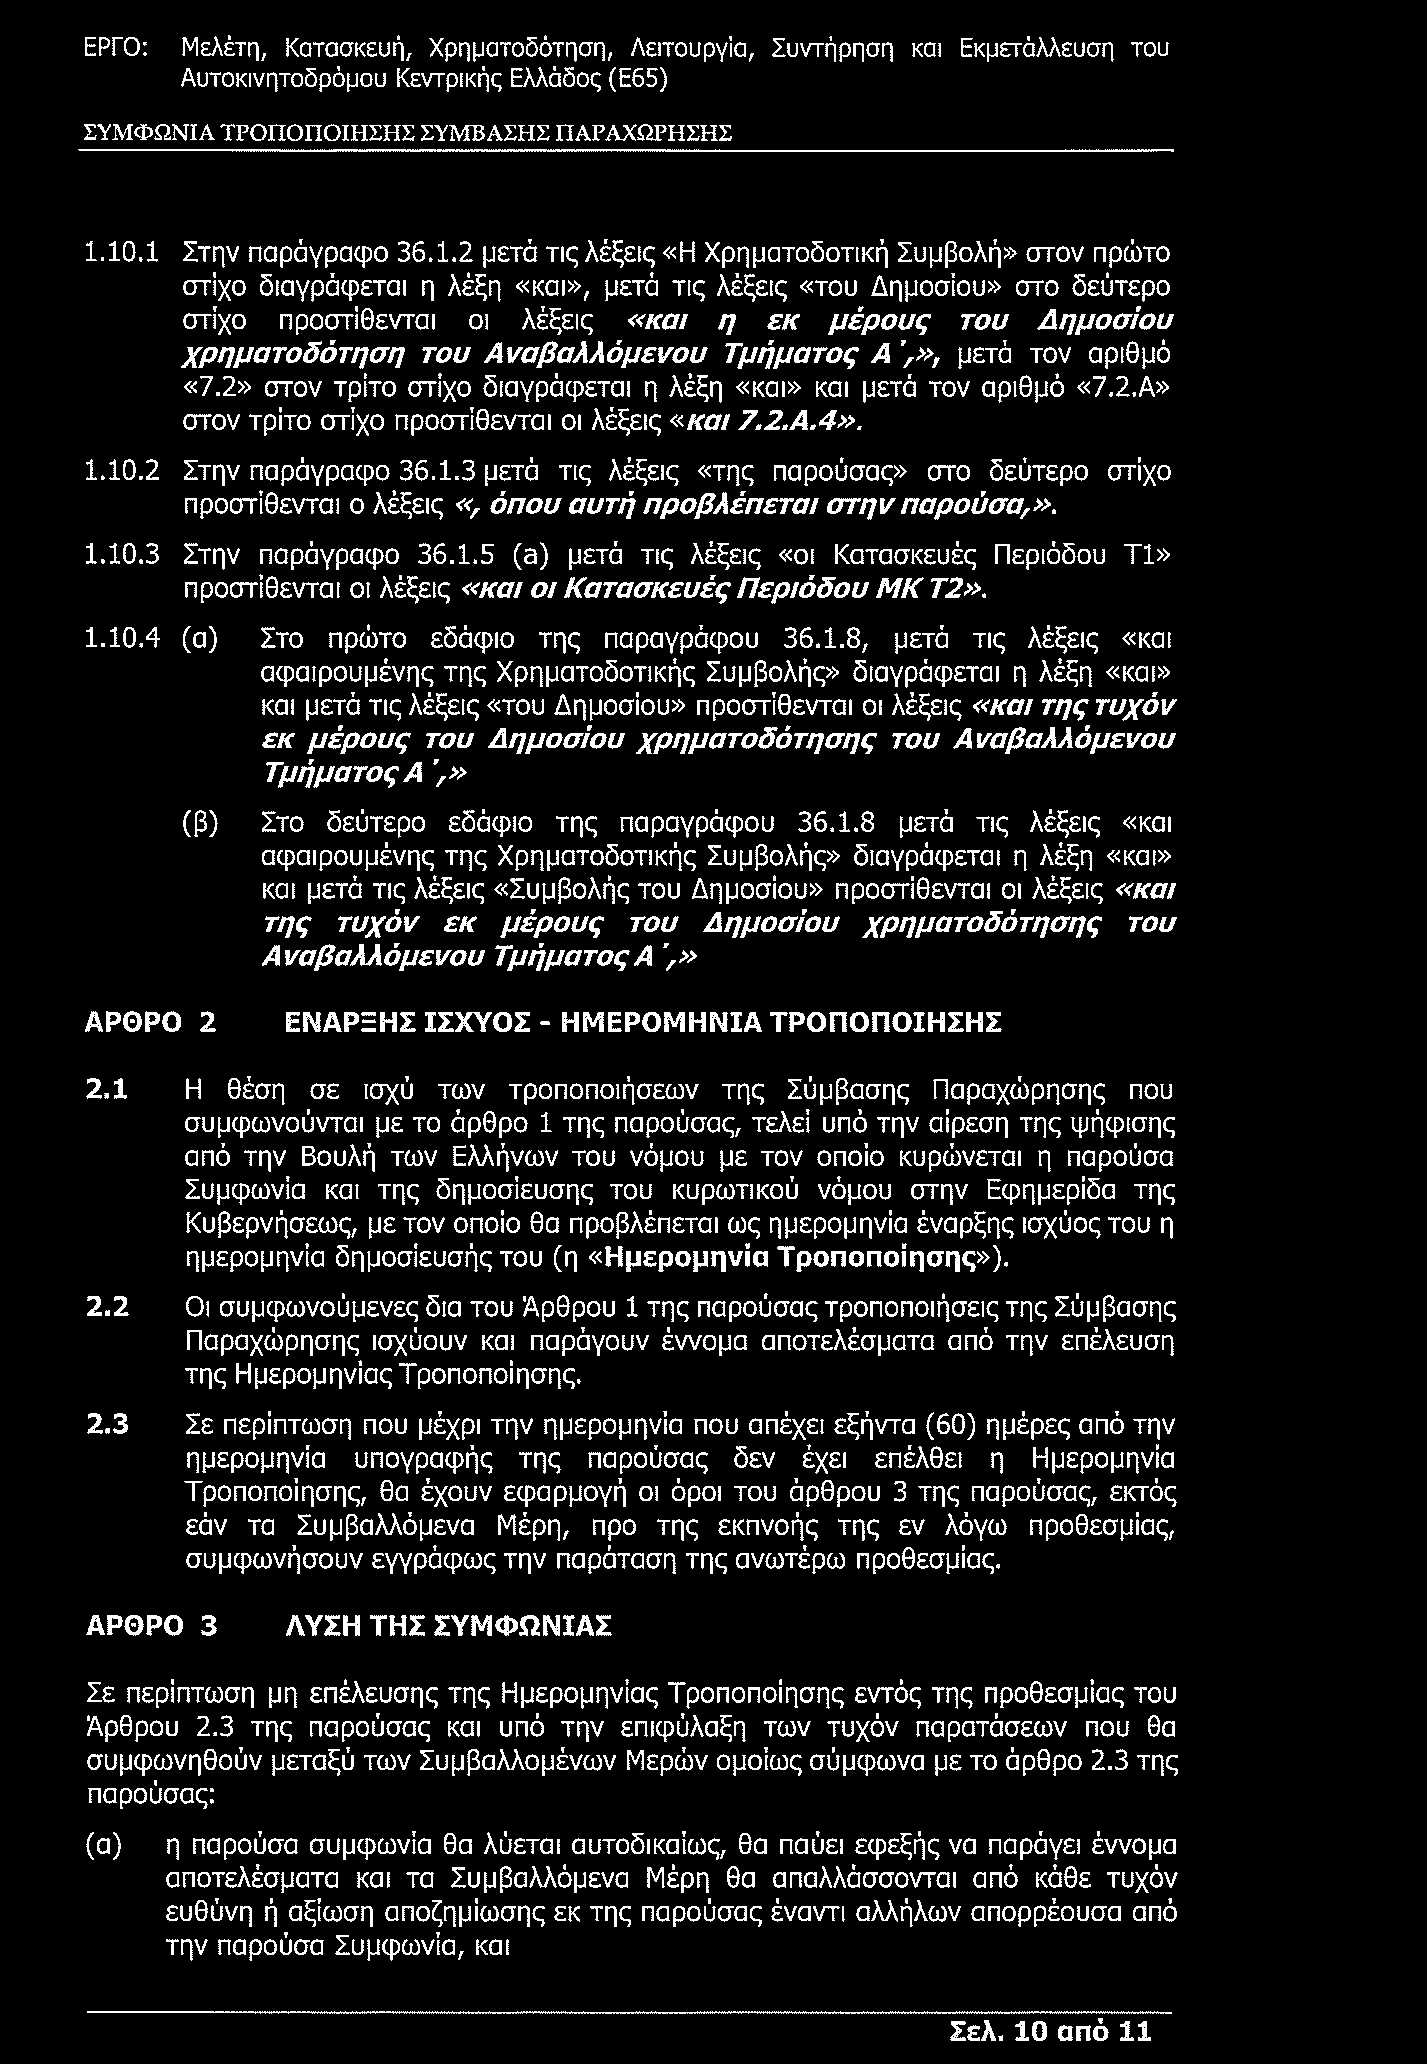 ΕΡΓΟ: Μελέτη, Κατασκευή, Χρηματοδότηση, Λειτουργία, Συντήρηση και Εκμετάλλευση του
Αυτοκινητοδρόμου Κεντρικής Ελλάδος (Ε65)
ΣΥΜΦΩΝΙΑ ΤΡΟΠΟΠΟΙΗΣΗΣ ΣΥΜΒΑΣΗΣ ΠΑΡΑΧΩΡΗΣΗΣ
1.10.1 Στην παράγραφο 36.1.2 μετά τις λέξεις «Η Χρηματοδοτική Συμβολή» στον πρώτο
στίχο διαγράφεται η λέξη «και», μετά τις λέξεις «του Δημοσίου» στο δεύτερο
στίχο προστίθενται οι λέξεις «και η εκ μέρους του Δημοσίου
χρηματοδότηση του Αναβαλλόμενου Τμήματος Α',», μετά τον αριθμό
«7.2» στον τρίτο στίχο διαγράφεται η λέξη «και» και μετά τον αριθμό «7.2.Α»
στον τρίτο στίχο προστίθενται οι λέξεις «και 7.2.Α.4».
1.10.2 Στην παράγραφο 36.1.3 μετά τις λέξεις «της παρούσας» στο δεύτερο στίχο
προστίθενται ο λέξεις «, όπου αυτή προβλέπεται στην παρούσα,».
1.10.3 Στην παράγραφο 36.1.5 (a) μετά τις λέξεις «οι Κατασκευές Περιόδου Τ1»
προστίθενται οι λέξεις «και οι Κατασκευές Περιόδου ΜΚ Τ2».
1.10.4 (α) Στο πρώτο εδάφιο της παραγράφου 36.1.8, μετά τις λέξεις «και
αφαιρουμένης της Χρηματοδοτικής Συμβολής» διαγράφεται η λέξη «και»
και μετά τις λέξεις «του Δημοσίου» προστίθενται οι λέξεις «και της τυχόν
εκ μέρους του Δημοσίου χρηματοδότησης του Αναβαλλόμενου
Τμήματος Α',»
(β) Στο δεύτερο εδάφιο της παραγράφου 36.1.8 μετά τις λέξεις «και
αφαιρουμένης της Χρηματοδοτικής Συμβολής» διαγράφεται η λέξη «και»
και μετά τις λέξεις «Συμβολής του Δημοσίου» προστίθενται οι λέξεις «και
της τυχόν εκ μέρους του Δημοσίου χρηματοδότησης του
Αναβαλλόμενου Τμήματος Α',»
ΑΡΘΡΟ 2 ΕΝΑΡΞΗΣ ΙΣΧΥΟΣ - ΗΜΕΡΟΜΗΝΙΑ ΤΡΟΠΟΠΟΙΗΣΗΣ
2.1 Η θέση σε ισχύ των τροποποιήσεων της Σύμβασης Παραχώρησης που
συμφωνούνται με το άρθρο 1 της παρούσας, τελεί υπό την αίρεση της ψήφισης
από την Βουλή των Ελλήνων του νόμου με τον οποίο κυρώνεται η παρούσα
Συμφωνία και της δημοσίευσης του κυρωτικού νόμου στην Εφημερίδα της
Κυβερνήσεως, με τον οποίο θα προβλέπεται ως ημερομηνία έναρξης ισχύος του η
ημερομηνία δημοσίευσής του (η «Ημερομηνία Τροποποίησης»).
2.2 Οι συμφωνούμενες δια του Άρθρου 1 της παρούσας τροποποιήσεις της Σύμβασης
Παραχώρησης ισχύουν και παράγουν έννομα αποτελέσματα από την επέλευση
της Ημερομηνίας Τροποποίησης.
2.3 Σε περίπτωση που μέχρι την ημερομηνία που απέχει εξήντα (60) ημέρες από την
ημερομηνία υπογραφής της παρούσας δεν έχει επέλθει η Ημερομηνία
Τροποποίησης, θα έχουν εφαρμογή οι όροι του άρθρου 3 της παρούσας, εκτός
εάν τα Συμβαλλόμενα Μέρη, προ της εκπνοής της εν λόγω προθεσμίας,
συμφωνήσουν εγγράφως την παράταση της ανωτέρω προθεσμίας.
ΑΡΘΡΟ 3 ΛΥΣΗ ΤΗΣ ΣΥΜΦΩΝΙΑΣ
Σε περίπτωση μη επέλευσης της Ημερομηνίας Τροποποίησης εντός της προθεσμίας του
Άρθρου 2.3 της παρούσας και υπό την επιφύλαξη των τυχόν παρατάσεων που θα
συμφωνηθούν μεταξύ των Συμβαλλομένων Μερών ομοίως σύμφωνα με το άρθρο 2.3 της
παρούσας:
(α) η παρούσα συμφωνία θα λύεται αυτοδικαίως, θα παύει εφεξής να παράγει έννομα
αποτελέσματα και τα Συμβαλλόμενα Μέρη θα απαλλάσσονται από κάθε τυχόν
ευθύνη ή αξίωση αποζημίωσης εκ της παρούσας έναντι αλλήλων απορρέουσα από
την παρούσα Συμφωνία, και
Σελ. 10 από 11